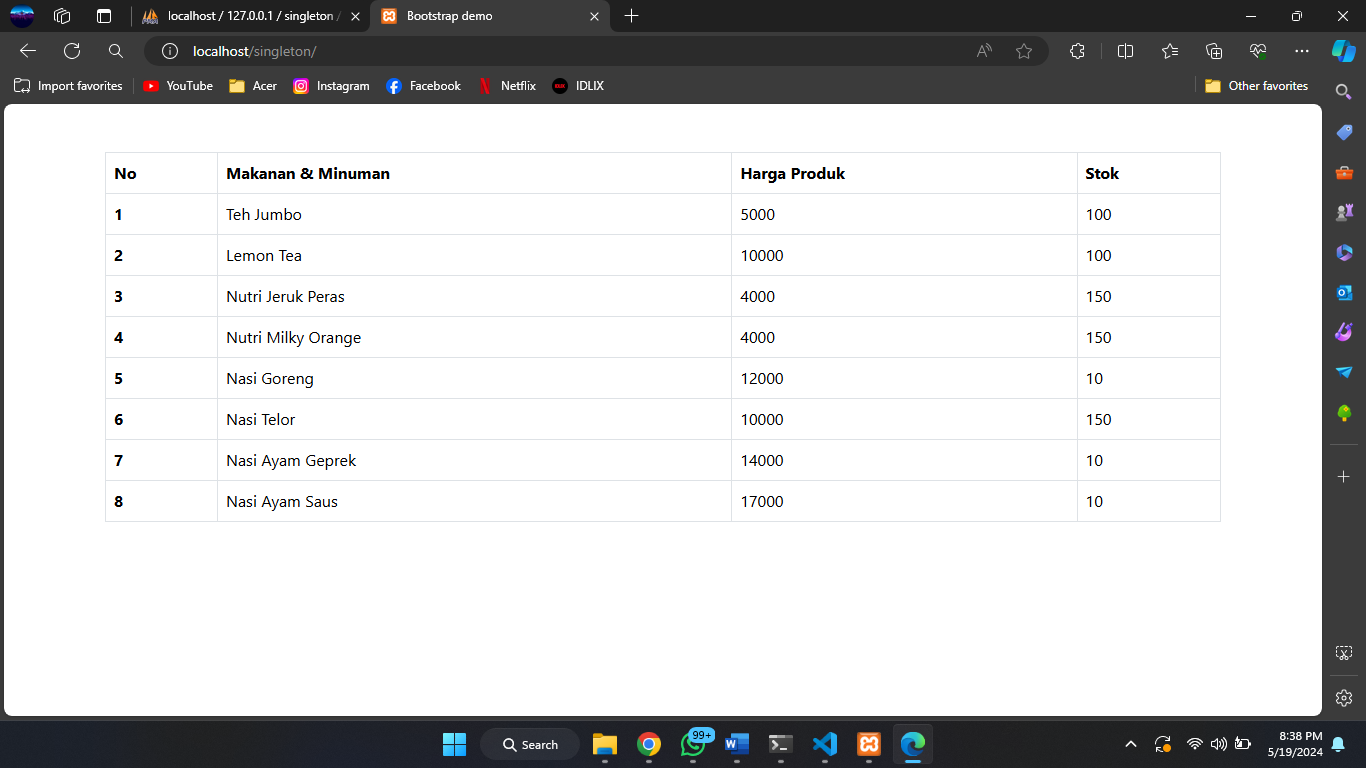 localhost / 127.0.0.1 / singleton /
Bootstrap demo
localhost/singleton/
Import favorites
YouTube
Acer
Instagram
Facebook
Netflix
IDLIX
Other favorites
No Makanan & Minuman Harga Produk Stok
1 Teh Jumbo 5000 100
2 Lemon Tea 10000 100
3 Nutri Jeruk Peras 4000 150
4 Nutri Milky Orange 4000 150
5 Nasi Goreng 12000 10
6 Nasi Telor 10000 150
7 Nasi Ayam Geprek 14000 10
8 Nasi Ayam Saus 17000 10
Search
99+
8:38 PM
5/19/2024